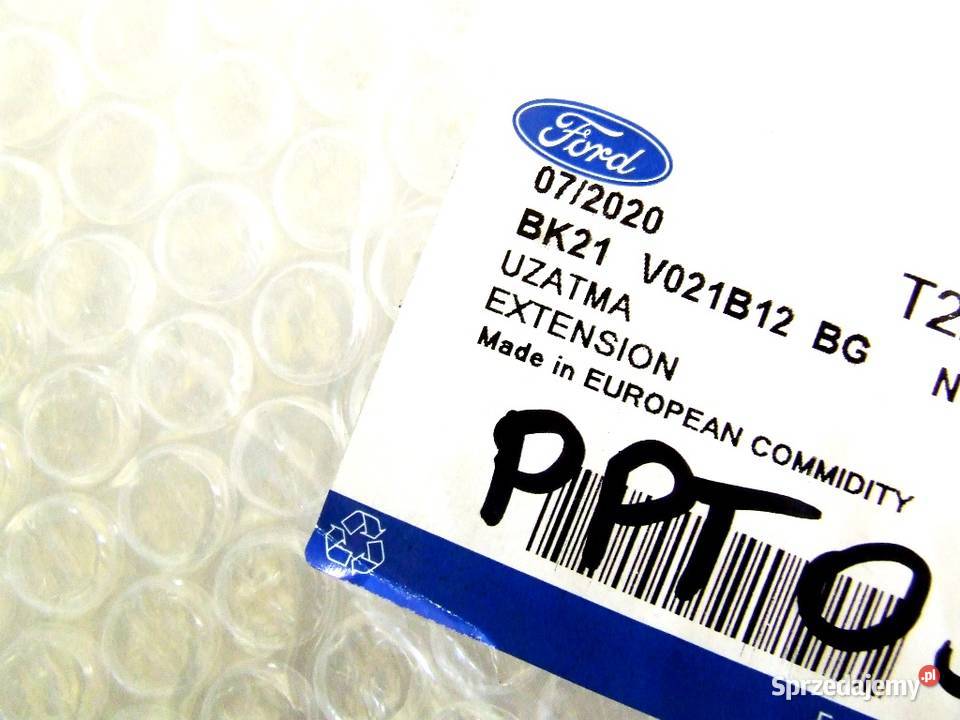 Ford
07/2020
BK21 V021B12 BG
UZATMA
EXTENSION
Made in EUROPEAN COMMIDITY
PPTO
Sprzedajemy.pl